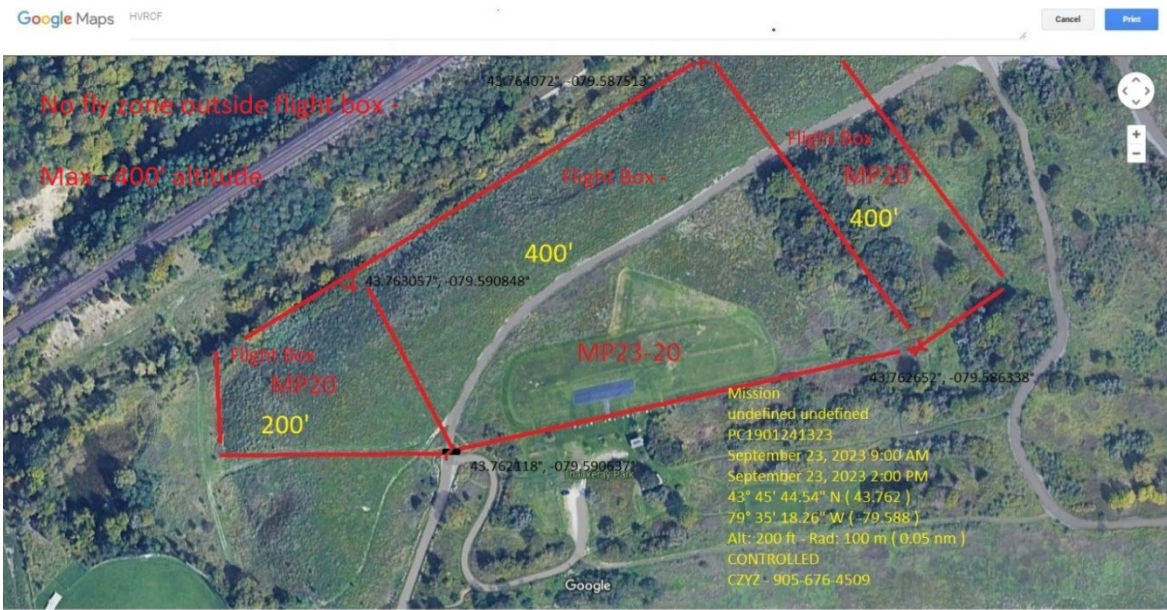 Google Maps
HVRCF
Cancel
Print
43.764072°, -079.587513°
No fly zone outside flight box -
Flight Box
Max - 400' altitude
Flight Box -
MP20
400'
400'
43.763057°, -079.590848°
Flight Box
MP20
MP23-20
43.762652°, -079.586338°
200'
Mission
undefined undefined
PC1901241323
September 23, 2023 9:00 AM
43.762118°, -079.590637°
September 23, 2023 2:00 PM
43° 45' 44.54" N ( 43.762 )
79° 35' 18.26" W ( -79.588 )
Alt: 200 ft - Rad: 100 m ( 0.05 nm )
CONTROLLED
CZYZ - 905-676-4509
Google